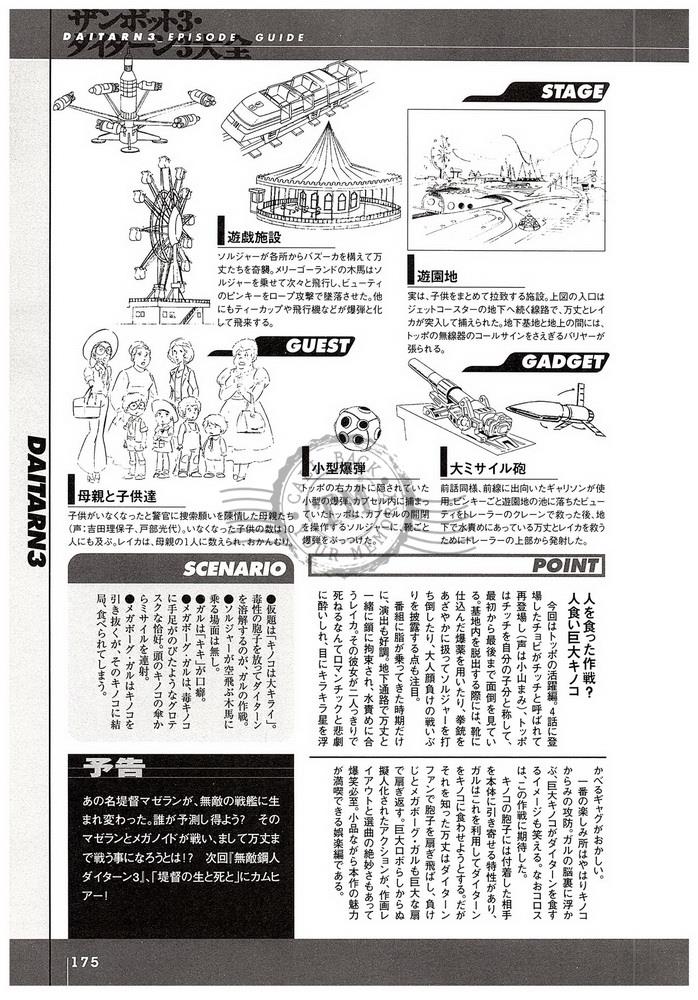 ザンボット3・
ダイターン3大全
DAITARN3 EPISODE GUIDE
STAGE
遊戯施設
ソルジャーが各所からバズーカを構えて万
丈たちを奇襲。メリーゴーランドの木馬はソ
ルジャーを乗せて次々と飛行し、ビューティ
のピンキーをロープ攻撃で墜落させた。他
にもティーカップや飛行機などが爆弾と化
して飛来する。
遊園地
実は、子供をまとめて拉致する施設。上図の入口は
ジェットコースターの地下へ続く線路で、万丈とレイ
カが突入して捕えられた。地下基地と地上の間には、
トッポの無線器のコールサインをさえぎるバリヤーが
張られる。
GUEST
GADGET
母親と子供達
子供がいなくなったと警官に捜索願いを陳情した母親たち
(声:吉田理保子、戸部光代)。いなくなった子供の数は10
人にも及ぶ。レイカは、母親の1人に数えられ、おかんむり。
小型爆弾
トッポの右カカトに隠されていた
小型の爆弾。カプセル内に捕まっ
ていたトッポは、カプセルの開閉
を操作するソルジャーに、靴ごと
爆弾をぶっつけた。
大ミサイル砲
前話同様、前線に出向いたギャリソンが使
用。ピンキーごと遊園地の池に落ちたビュー
ティをトレーラーのクレーンで救った後、地
下で水責めにあっている万丈とレイカを救う
ためにトレーラーの上部から発射した。
SCENARIO
●仮題は「キノコは大キライ」。
毒性の胞子を放ってダイターン
を溶解するのが、ガルの作戦。
●ソルジャーが空飛ぶ木馬に
乗る場面は無し。
●ガルは「キキ」が口癖。
●メガボーグ・ガルは、毒キノコ
に手足がのびたようなグロテ
スクな恰好。頭のキノコの傘か
らミサイルを連射。
●メガボーグ・ガルはキノコを
引き抜くが、そのキノコに結
局、食べられてしまう。
POINT
人を食った作戦?
人食い巨大キノコ
今回はトッポの活躍編。4話に登
場したチョビがチッチと呼ばれて
再登場し(声は小山まみ)、トッポ
はチッチを自分の子分と称して、
最初から最後まで面倒を見てい
る。基地内を脱出する際には、靴に
仕込んだ爆薬を用いたり、拳銃を
あざやかに扱ってソルジャーを打
ち倒したり、大人顔負けの戦いぶ
りを披露する点も注目。
番組に脂が乗ってきた時期だけ
に、演出も好調。地下通路で万丈と
一緒に鎖に拘束され、水責めに合
うレイカ。その彼女が二人っきりで
死ねるなんてロマンチックと悲劇
に酔いしれ、目にキラキラ星を浮
かべるギャグがおかしい。
一番の楽しみ所はやはりキノコ
からみの攻防。ガルの脳裏に浮か
ぶ、巨大キノコがダイターンを食す
るイメージも笑える。なおコロス
は、この作戦に期待した。
キノコの胞子には付着した相手
を本体に引き寄せる特性があり、
ガルはこれを利用してダイターン
をキノコに食わせようとする。だが
それを知った万丈はダイターン
ファンで胞子を扇ぎ飛ばし、負け
じとメガボーグ・ガルも巨大な扇
で扇ぎ返す。巨大ロボらしからぬ
擬人化されたアクションが、作画レ
イアウトと選曲の絶妙さもあって
爆笑必至。小品ながら本作の魅力
が満喫できる娯楽編である。
予告
あの名堤督マゼランが、無敵の戦艦に生
まれ変わった。誰が予測し得よう? その
マゼランとメガノイドが戦い、まして万丈ま
で戦う事になろうとは!? 次回『無敵鋼人
ダイターン3』、「堤督の生と死と」にカムヒ
アー!
DAITARN3
175